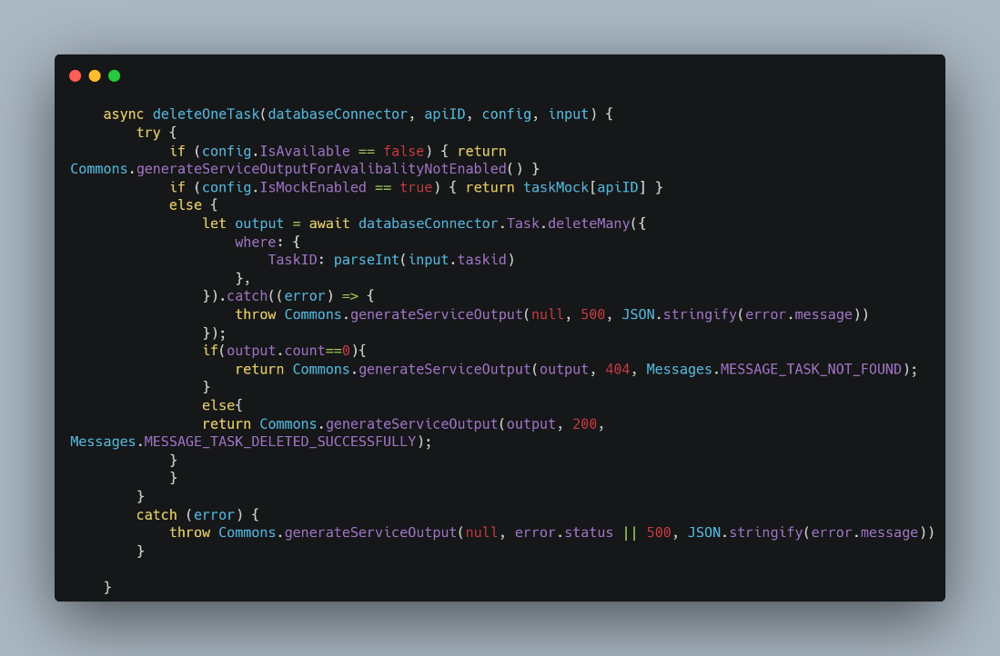 async deleteOneTask(databaseConnector, apiID, config, input) {
        try {
            if (config.IsAvailable == false) { return
Commons.generateServiceOutputForAvalibalityNotEnabled() }
            if (config.IsMockEnabled == true) { return taskMock[apiID] }
            else {
                let output = await databaseConnector.Task.deleteMany({
                    where: {
                        TaskID: parseInt(input.taskid)
                    },
                }).catch((error) => {
                    throw Commons.generateServiceOutput(null, 500, JSON.stringify(error.message))
                });
                if(output.count==0){
                    return Commons.generateServiceOutput(output, 404, Messages.MESSAGE_TASK_NOT_FOUND);
                }
                else{
                return Commons.generateServiceOutput(output, 200,
Messages.MESSAGE_TASK_DELETED_SUCCESSFULLY);
            }
            }
        }
        catch (error) {
            throw Commons.generateServiceOutput(null, error.status || 500, JSON.stringify(error.message))
        }

    }